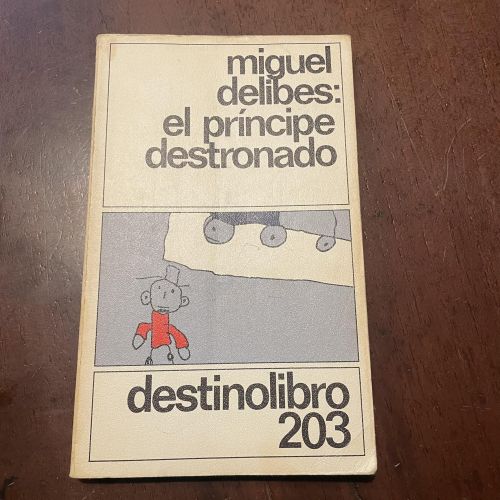 miguel
delibes:
el príncipe
destronado
destinolibro
203